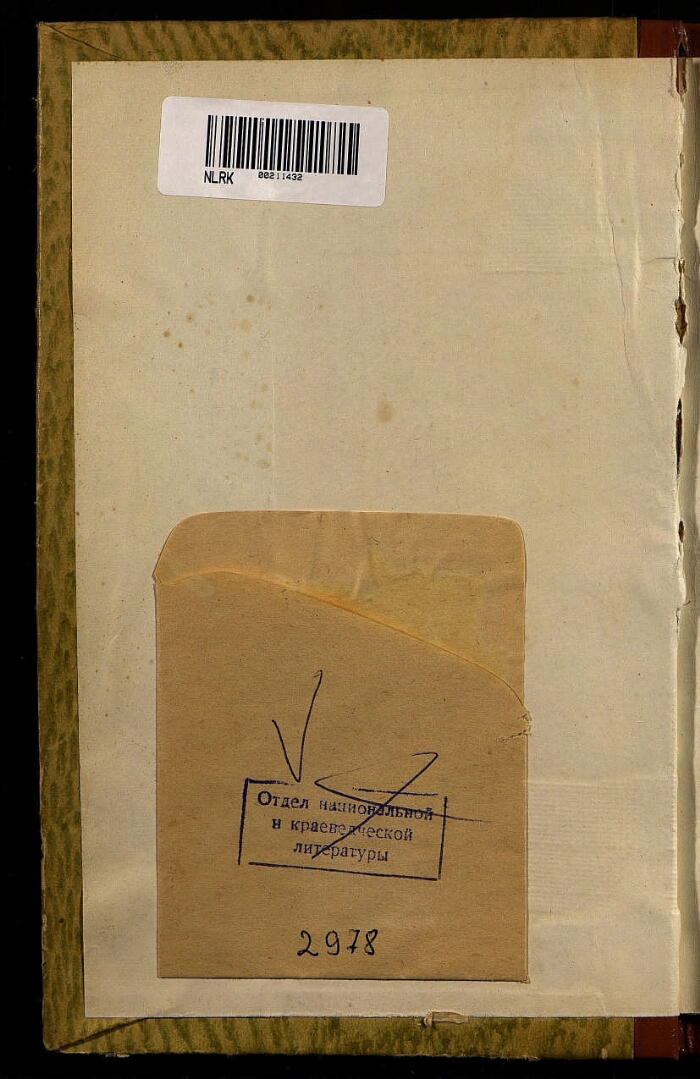 NLRK 00211432
Отдел национальной
и краеведческой
литературы
2978